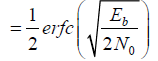 = 1/2 erfc(√(E_b/2N_0))